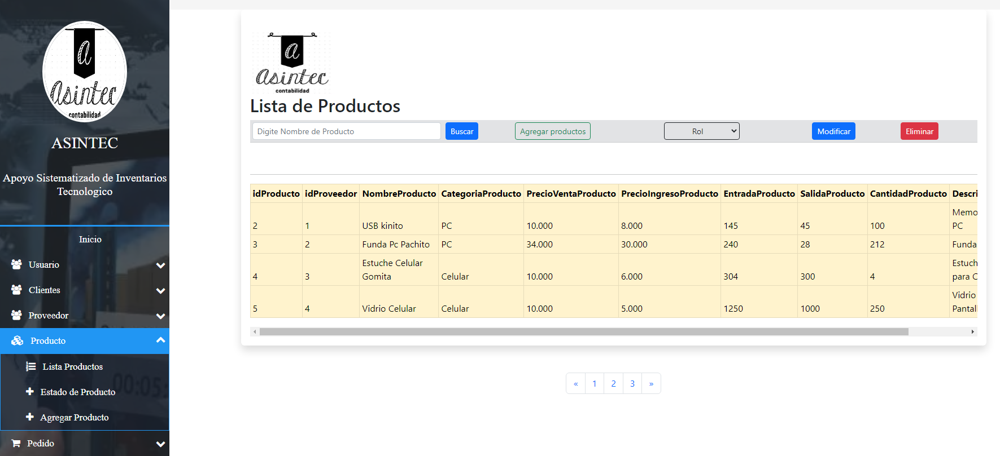 a
Asintec
contabilidad
ASINTEC
Apoyo Sistematizado de Inventarios
Tecnologico
Inicio
Usuario
Clientes
Proveedor
Producto
Lista Productos
Estado de Producto
Agregar Producto
Pedido
a
asintec
contabilidad
Lista de Productos
Digite Nombre de Producto Buscar Agregar productos Rol Modificar Eliminar
idProducto idProveedor NombreProducto CategoriaProducto PrecioVentaProducto PrecioIngresoProducto EntradaProducto SalidaProducto CantidadProducto Descri
2 1 USB kinito PC 10.000 8.000 145 45 100 Memo
PC
3 2 Funda Pc Pachito PC 34.000 30.000 240 28 212 Funda
4 3 Estuche Celular
Gomita Celular 10.000 6.000 304 300 4 Estuch
para C
5 4 Vidrio Celular Celular 10.000 5.000 1250 1000 250 Vidrio
Pantal
« 1 2 3 »